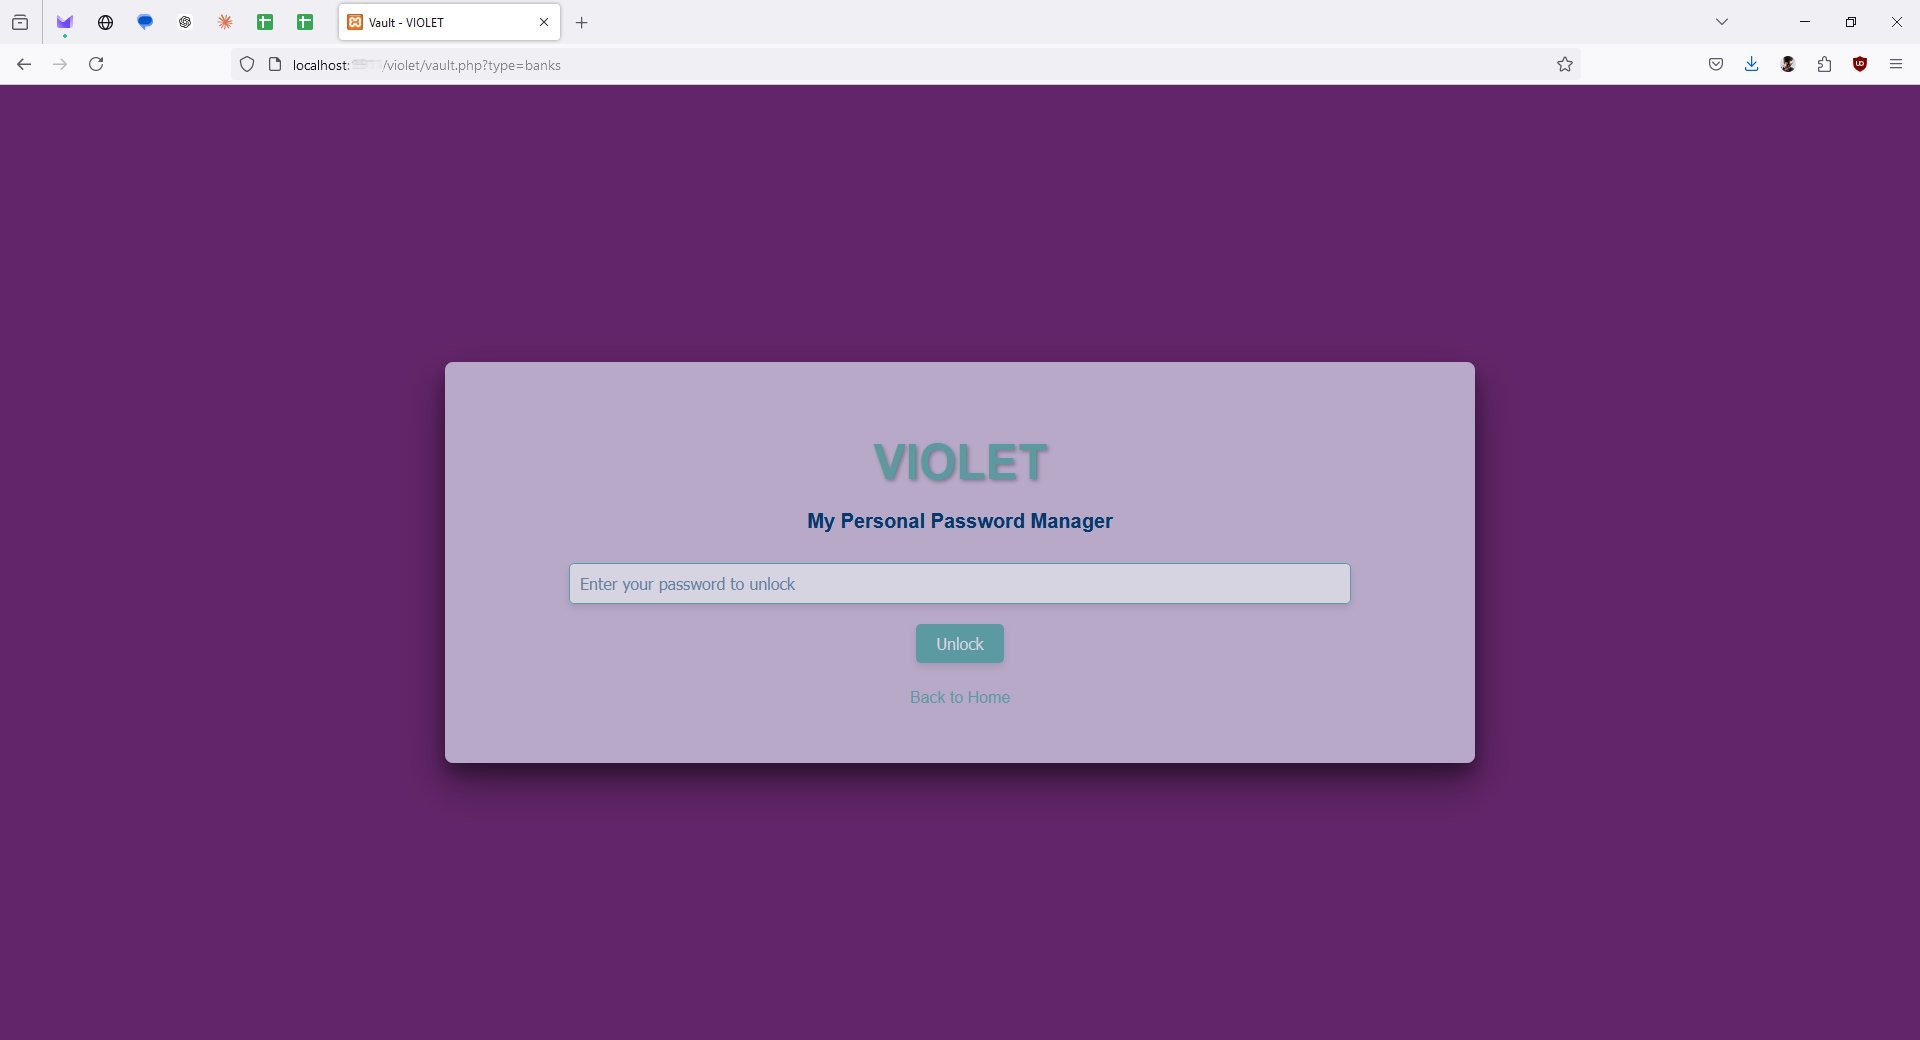 Vault - VIOLET
localhost: /violet/vault.php?type=banks
VIOLET
My Personal Password Manager
Enter your password to unlock
Unlock
Back to Home